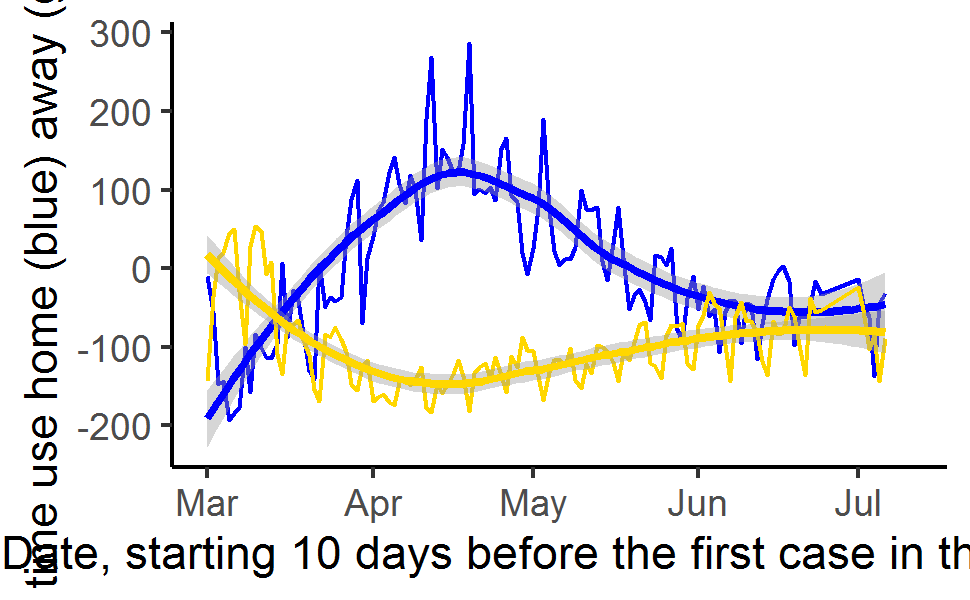 time use home (blue) away (
300
200
100
0
-100
-200
Mar Apr May Jun Jul
Date, starting 10 days before the first case in th